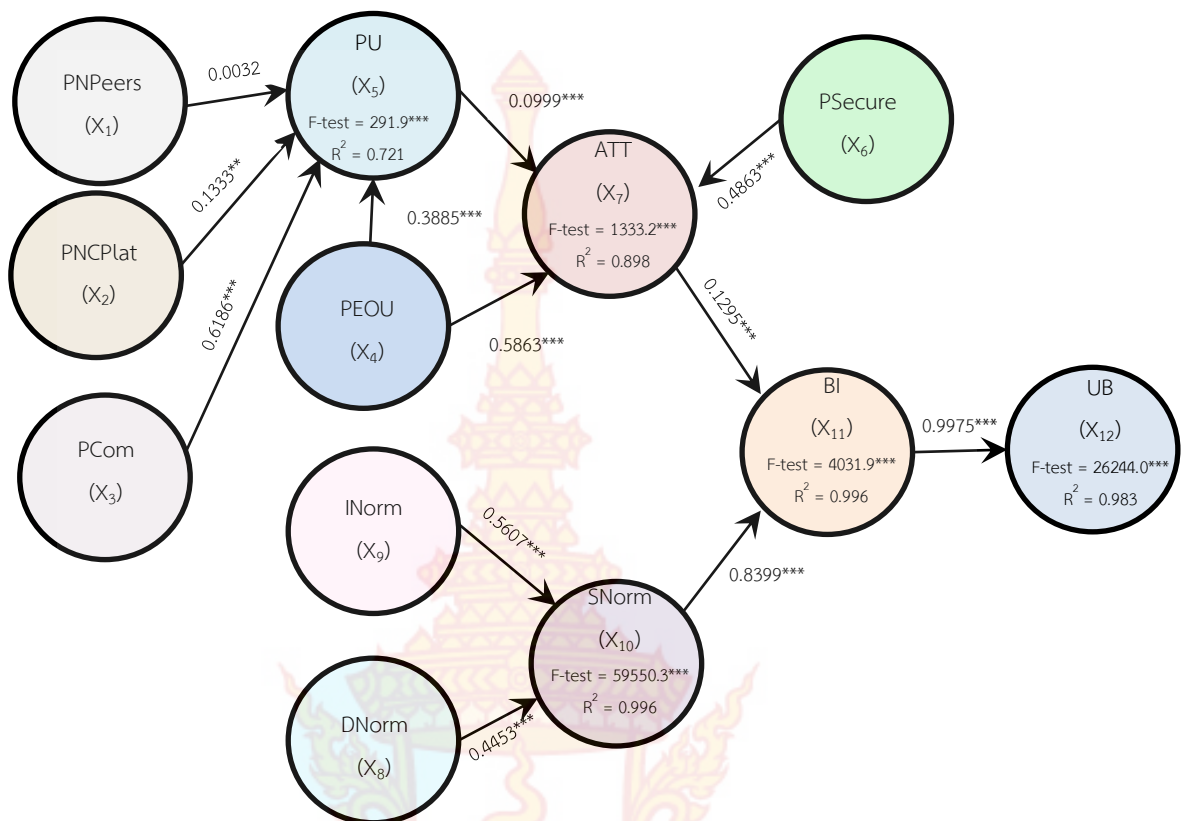 PNPeers
(X1)
0.0032
PU
(X5)
F-test = 291.9***
R2 = 0.721
0.0999***
PSecure
(X6)
0.4863***
ATT
(X7)
F-test = 1333.2***
R2 = 0.898
PNCPlat
(X2)
0.1333**
0.3885***
0.6186***
PEOU
(X4)
0.5863***
0.1295***
PCom
(X3)
BI
(X11)
F-test = 4031.9***
R2 = 0.996
0.9975***
UB
(X12)
F-test = 26244.0***
R2 = 0.983
INorm
(X9)
0.5607***
0.8399***
SNorm
(X10)
F-test = 59550.3***
R2 = 0.996
DNorm
(X8)
0.4453***